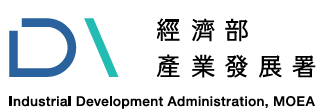 經濟部
產業發展署
Industrial Development Administration, MOEA